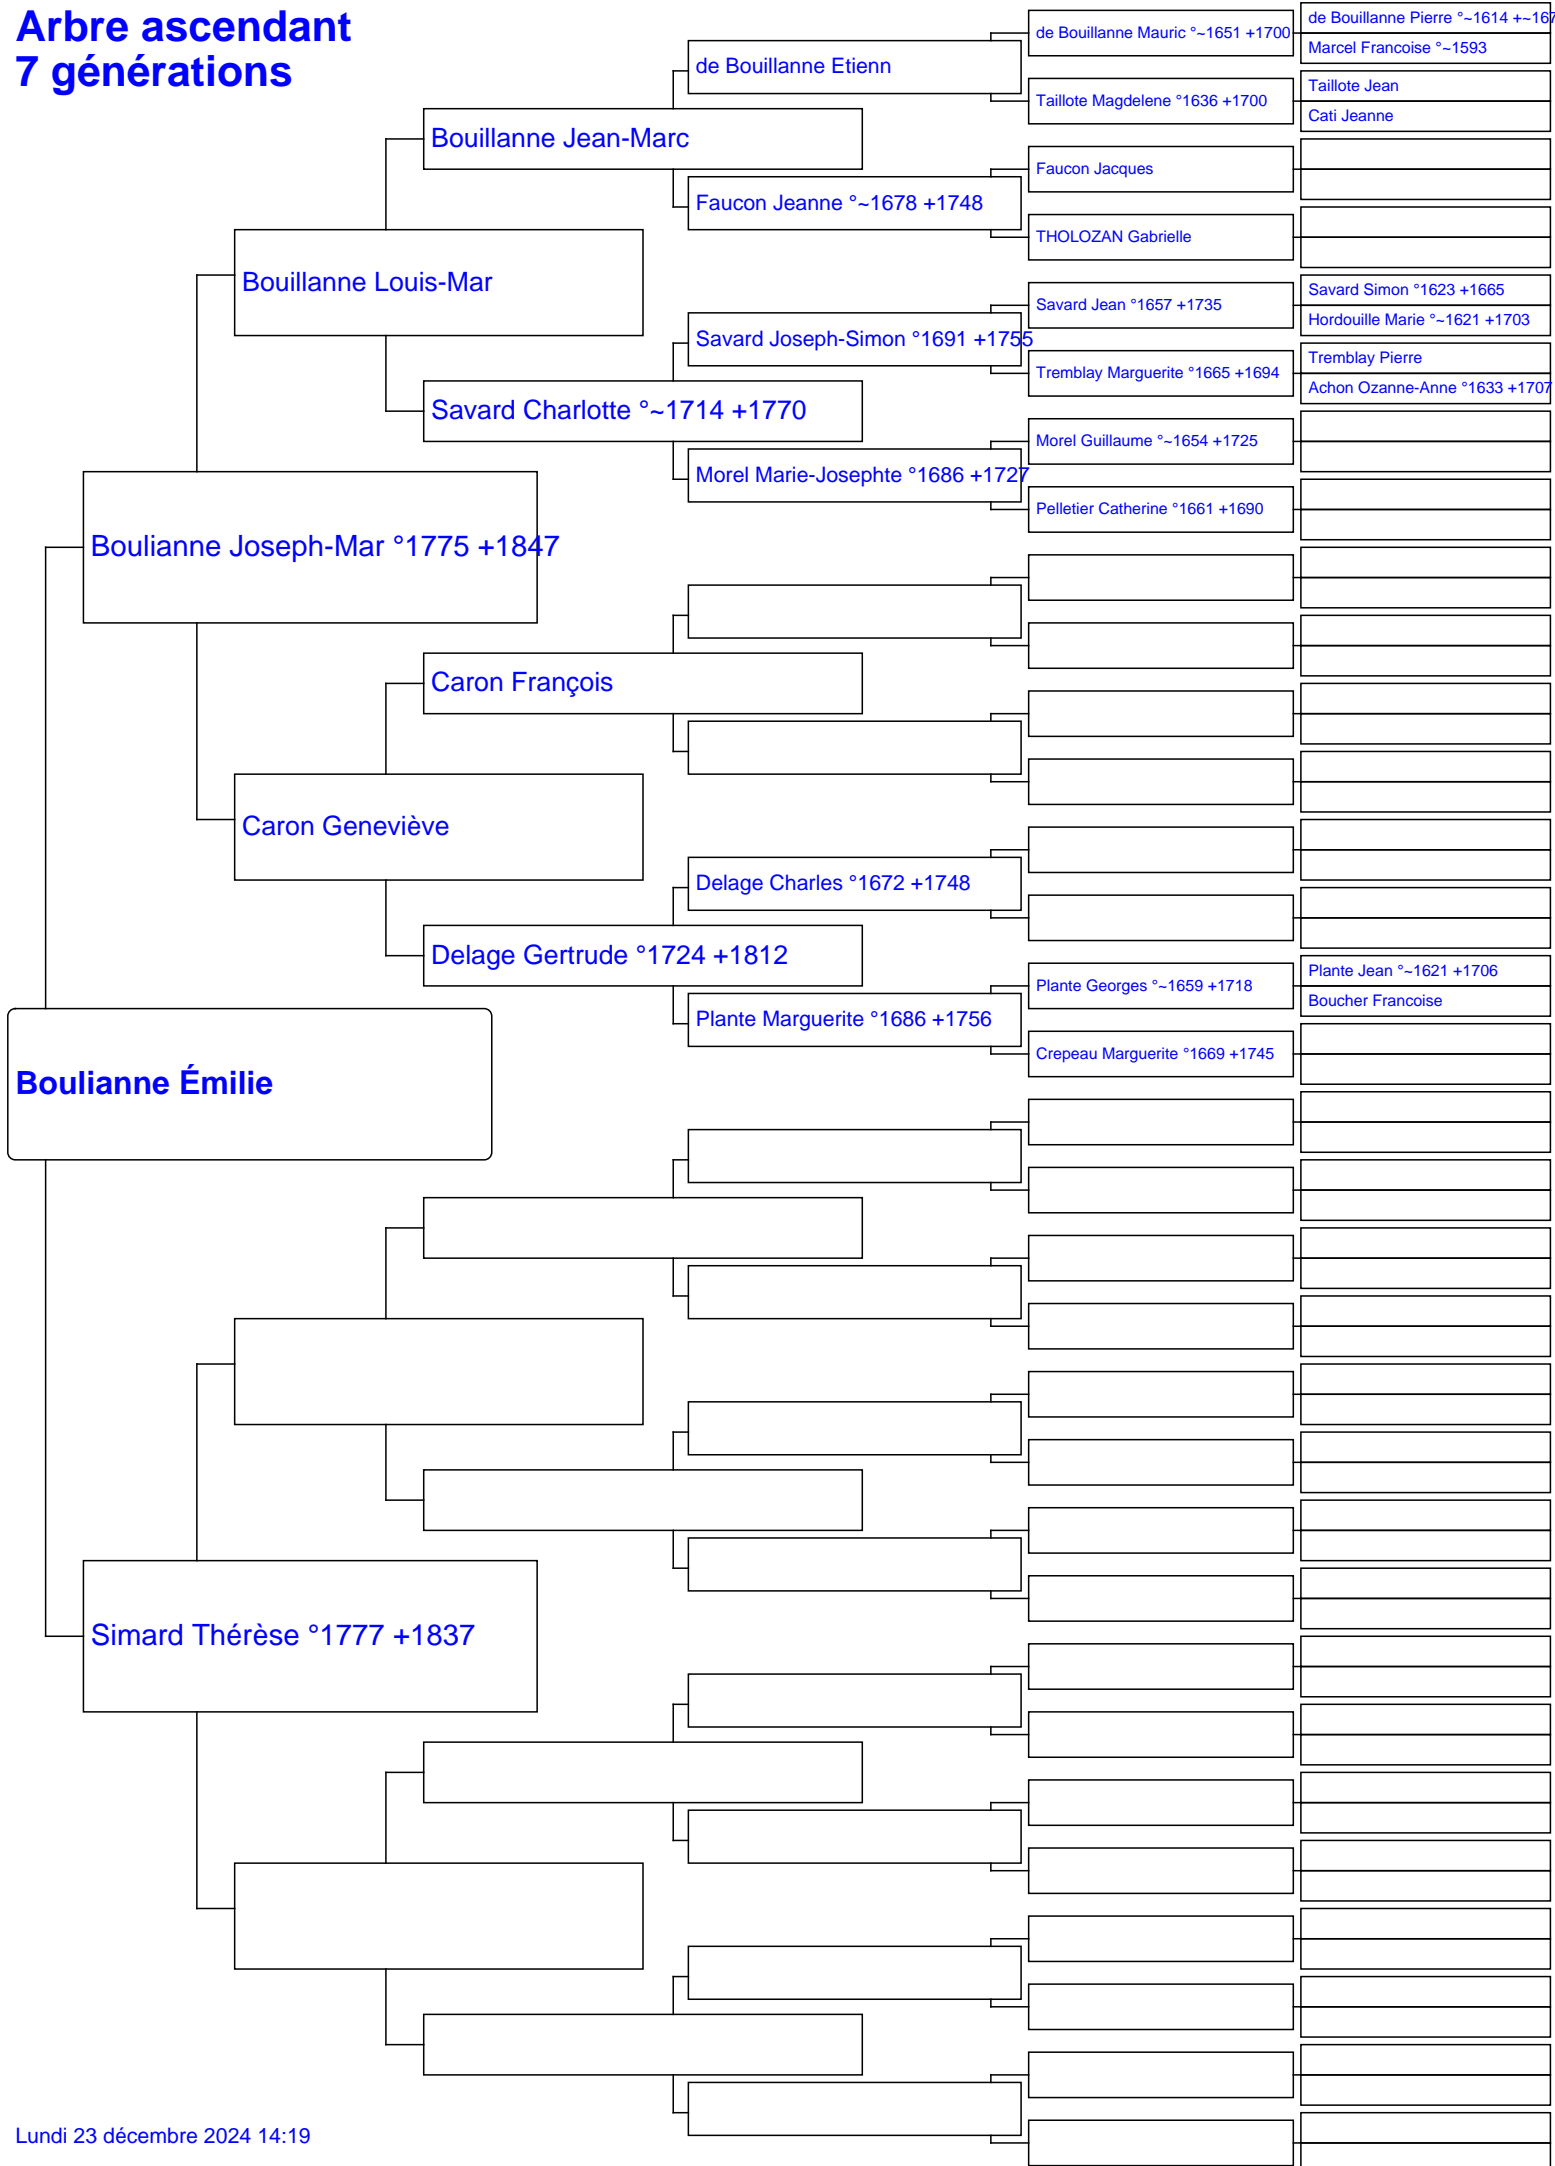 Arbre ascendant
7 générations
de Bouillanne Pierre °~1614 +~167
de Bouillanne Mauric °~1651 +1700
Marcel Francoise °~1593
de Bouillanne Etienn
Taillote Jean
Taillote Magdelene °1636 +1700
Cati Jeanne
Bouillanne Jean-Marc
Faucon Jacques
Faucon Jeanne °~1678 +1748
THOLOZAN Gabrielle
Bouillanne Louis-Mar
Savard Simon °1623 +1665
Savard Jean °1657 +1735
Hordouille Marie °~1621 +1703
Savard Joseph-Simon °1691 +1755
Tremblay Pierre
Tremblay Marguerite °1665 +1694
Achon Ozanne-Anne °1633 +1707
Savard Charlotte °~1714 +1770
Morel Guillaume °~1654 +1725
Morel Marie-Josephte °1686 +1727
Pelletier Catherine °1661 +1690
Boulianne Joseph-Mar °1775 +1847
Caron François
Caron Geneviève
Delage Charles °1672 +1748
Delage Gertrude °1724 +1812
Plante Jean °~1621 +1706
Plante Georges °~1659 +1718
Boucher Francoise
Plante Marguerite °1686 +1756
Crepeau Marguerite °1669 +1745
Boulianne Émilie
Simard Thérèse °1777 +1837
Lundi 23 décembre 2024 14:19